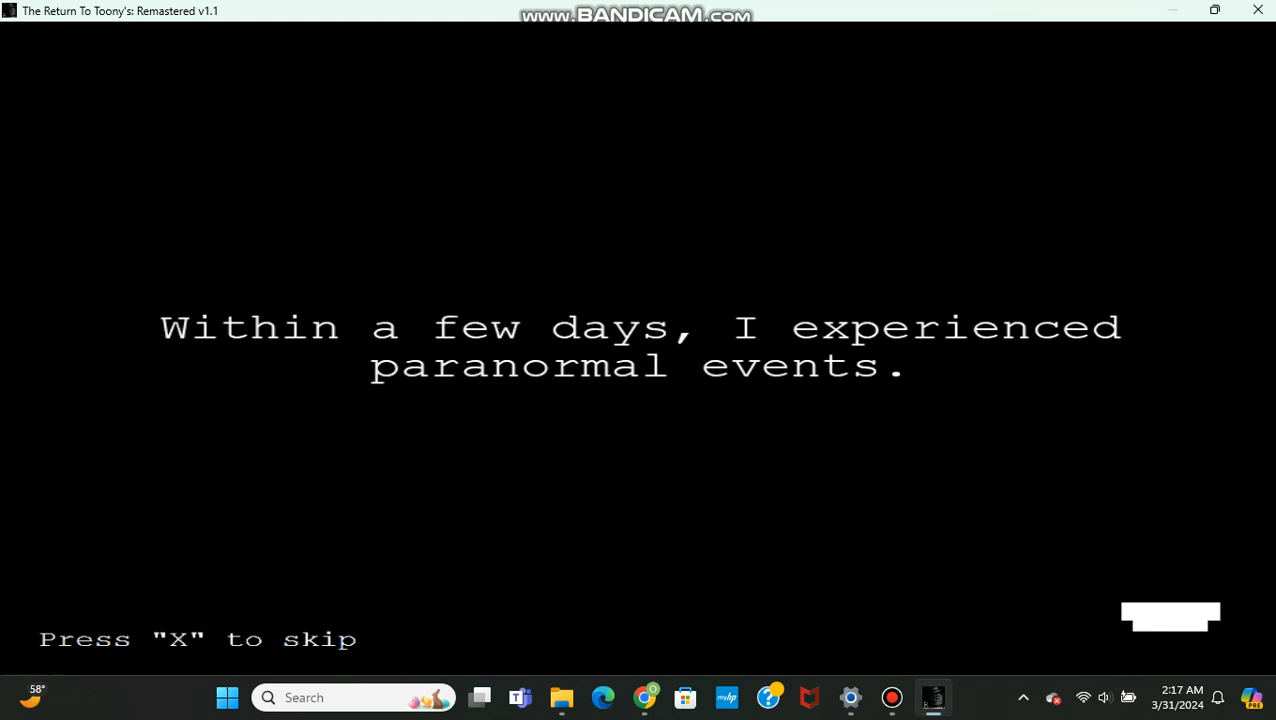 The Return To Toony's: Remastered v1.1
www.BANDICAM.com
Within a few days, I experienced
paranormal events.
Press "X" to skip
58°
Search
2:17 AM
3/31/2024
PRE